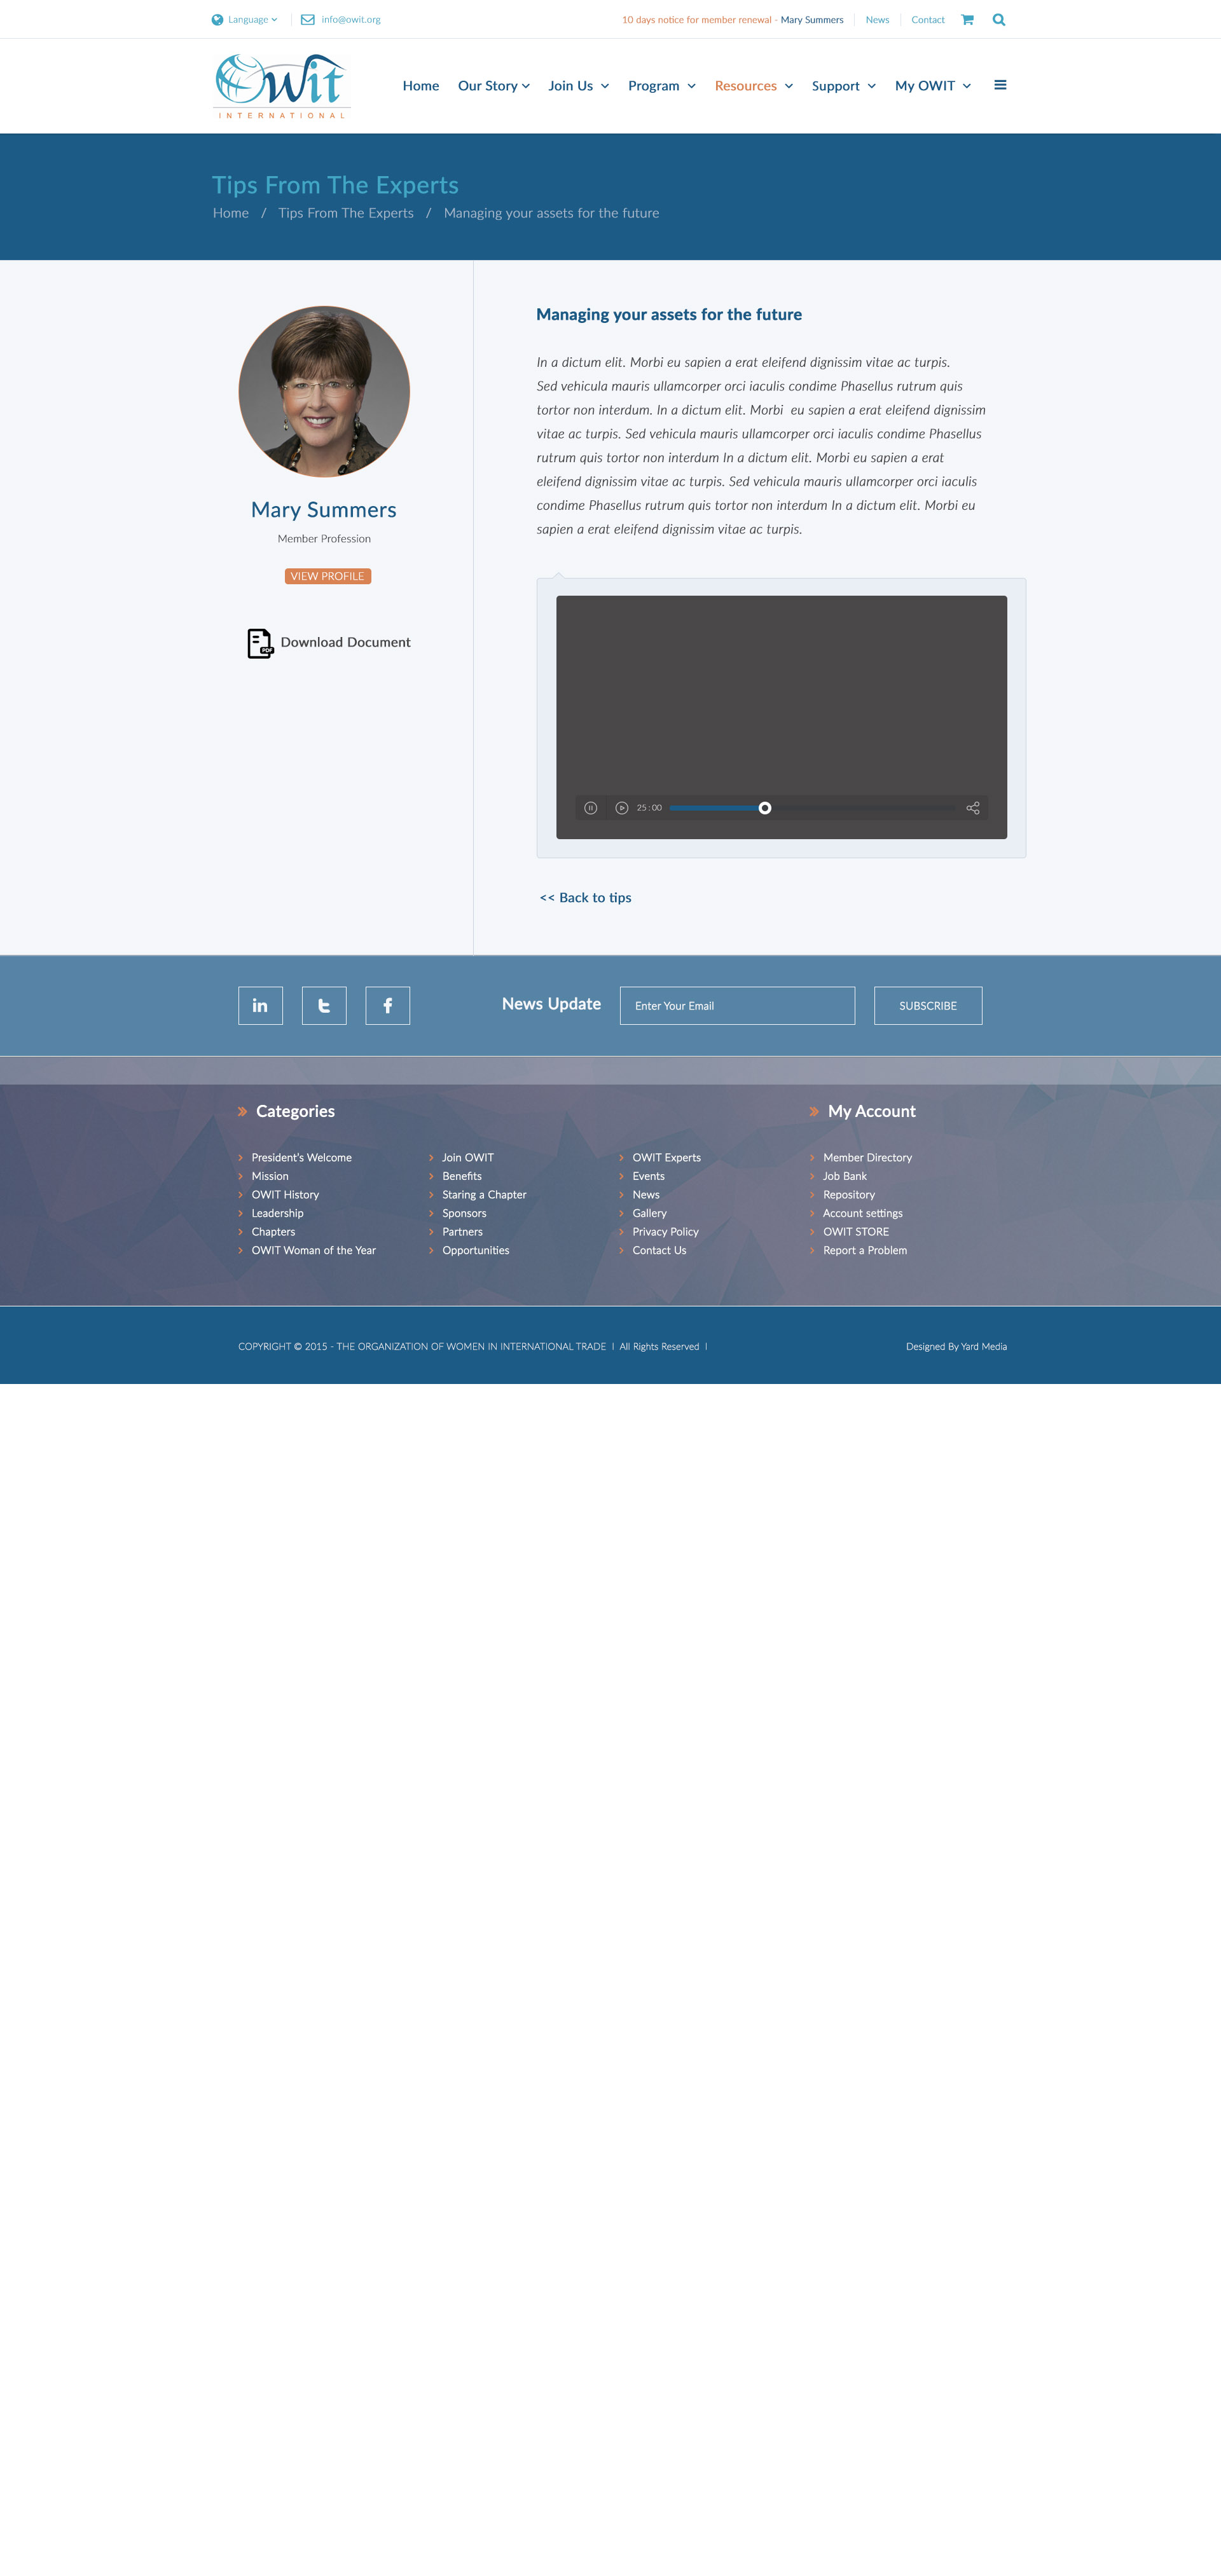 Language
info@owit.org
10 days notice for member renewal - Mary Summers
News
Contact
Owit
INTERNATIONAL
Home
Our Story
Join Us
Program
Resources
Support
My OWIT
Tips From The Experts
Home / Tips From The Experts / Managing your assets for the future
Mary Summers
Member Profession
VIEW PROFILE
PDF
Download Document
Managing your assets for the future
In a dictum elit. Morbi eu sapien a erat eleifend dignissim vitae ac turpis.
Sed vehicula mauris ullamcorper orci iaculis condime Phasellus rutrum quis
tortor non interdum. In a dictum elit. Morbi eu sapien a erat eleifend dignissim
vitae ac turpis. Sed vehicula mauris ullamcorper orci iaculis condime Phasellus
rutrum quis tortor non interdum In a dictum elit. Morbi eu sapien a erat
eleifend dignissim vitae ac turpis. Sed vehicula mauris ullamcorper orci iaculis
condime Phasellus rutrum quis tortor non interdum In a dictum elit. Morbi eu
sapien a erat eleifend dignissim vitae ac turpis.
25 : 00
<< Back to tips
in
t
f
News Update
Enter Your Email
SUBSCRIBE
Categories
President's Welcome
Mission
OWIT History
Leadership
Chapters
OWIT Woman of the Year
Join OWIT
Benefits
Staring a Chapter
Sponsors
Partners
Opportunities
OWIT Experts
Events
News
Gallery
Privacy Policy
Contact Us
My Account
Member Directory
Job Bank
Repository
Account settings
OWIT STORE
Report a Problem
COPYRIGHT © 2015 - THE ORGANIZATION OF WOMEN IN INTERNATIONAL TRADE | All Rights Reserved |
Designed By Yard Media